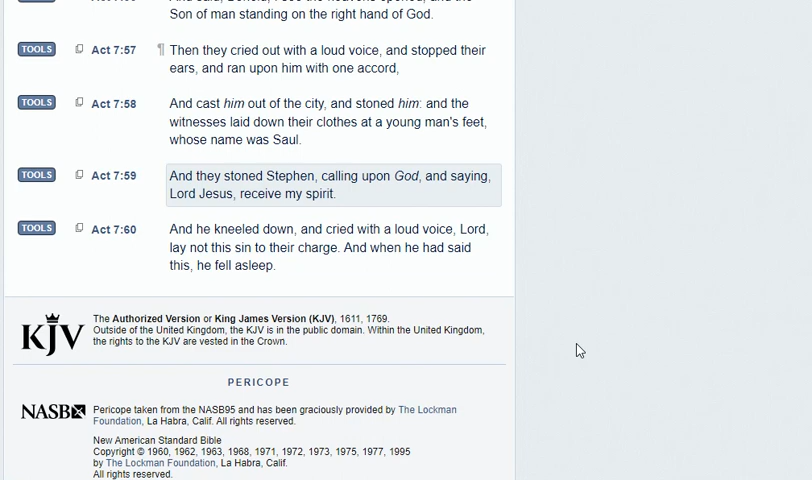 Son of man standing on the right hand of God.
TOOLS Act 7:57 ¶ Then they cried out with a loud voice, and stopped their
ears, and ran upon him with one accord,
TOOLS Act 7:58 And cast him out of the city, and stoned him: and the
witnesses laid down their clothes at a young man's feet,
whose name was Saul.
TOOLS Act 7:59 And they stoned Stephen, calling upon God, and saying,
Lord Jesus, receive my spirit.
TOOLS Act 7:60 And he kneeled down, and cried with a loud voice, Lord,
lay not this sin to their charge. And when he had said
this, he fell asleep.
KJV
The Authorized Version or King James Version (KJV), 1611, 1769.
Outside of the United Kingdom, the KJV is in the public domain. Within the United Kingdom,
the rights to the KJV are vested in the Crown.
PERICOPE
NASB
Pericope taken from the NASB95 and has been graciously provided by The Lockman
Foundation, La Habra, Calif. All rights reserved.
New American Standard Bible
Copyright © 1960, 1962, 1963, 1968, 1971, 1972, 1973, 1975, 1977, 1995
by The Lockman Foundation, La Habra, Calif.
All rights reserved.